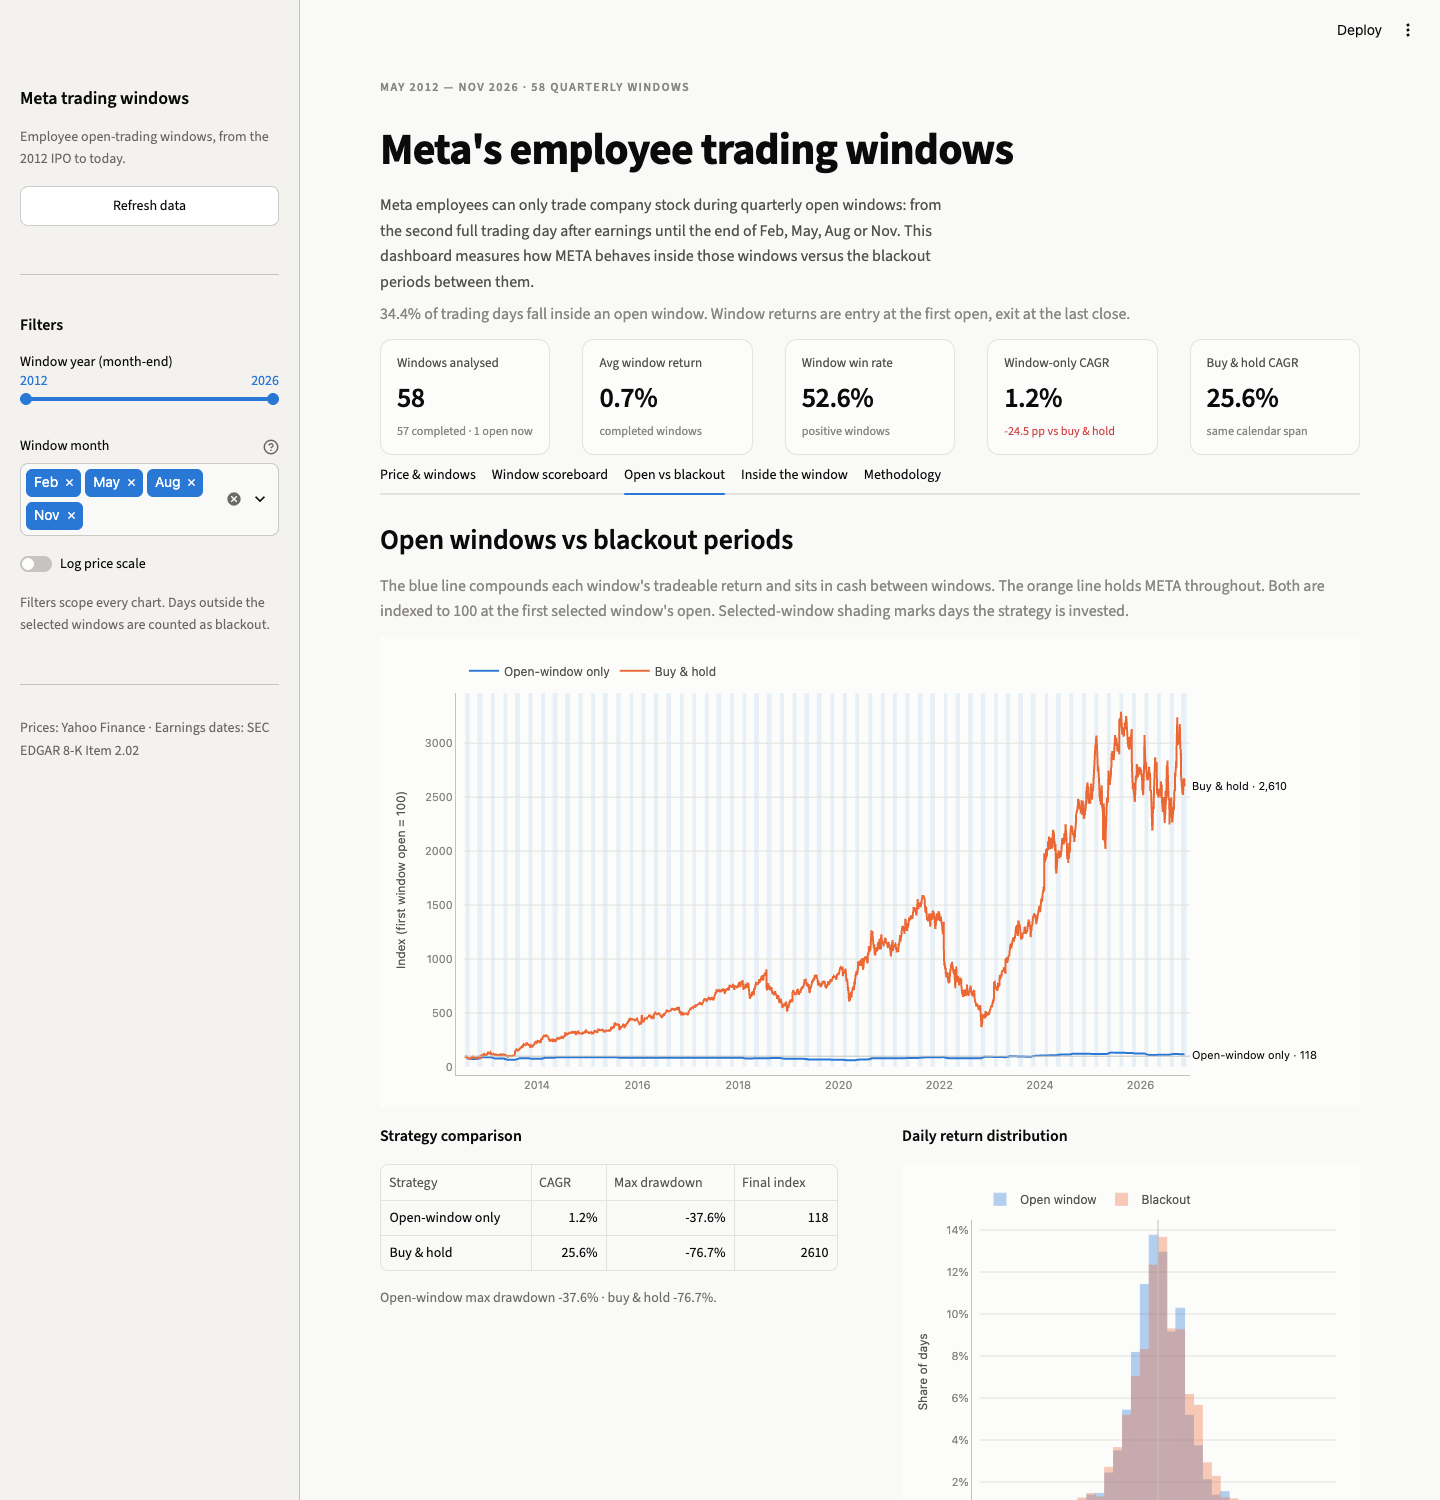 Deploy
Meta trading windows
Employee open-trading windows, from the
2012 IPO to today.
Refresh data
Filters
Window year (month-end)
2012 2026
Window month
Feb × May × Aug ×
Nov ×
Log price scale
Filters scope every chart. Days outside the
selected windows are counted as blackout.
Prices: Yahoo Finance · Earnings dates: SEC
EDGAR 8-K Item 2.02
MAY 2012 — NOV 2026 · 58 QUARTERLY WINDOWS
Meta's employee trading windows
Meta employees can only trade company stock during quarterly open windows: from
the second full trading day after earnings until the end of Feb, May, Aug or Nov. This
dashboard measures how META behaves inside those windows versus the blackout
periods between them.
34.4% of trading days fall inside an open window. Window returns are entry at the first open, exit at the last close.
Windows analysed
58
57 completed · 1 open now
Avg window return
0.7%
completed windows
Window win rate
52.6%
positive windows
Window-only CAGR
1.2%
-24.5 pp vs buy & hold
Buy & hold CAGR
25.6%
same calendar span
Price & windows Window scoreboard Open vs blackout Inside the window Methodology
Open windows vs blackout periods
The blue line compounds each window's tradeable return and sits in cash between windows. The orange line holds META throughout. Both are
indexed to 100 at the first selected window's open. Selected-window shading marks days the strategy is invested.
Open-window only Buy & hold
Index (first window open = 100)
3000
2500
2000
1500
1000
500
0
Buy & hold · 2,610
Open-window only · 118
2014 2016 2018 2020 2022 2024 2026
Strategy comparison
Strategy CAGR Max drawdown Final index
Open-window only 1.2% -37.6% 118
Buy & hold 25.6% -76.7% 2610
Open-window max drawdown -37.6% · buy & hold -76.7%.
Daily return distribution
Open window Blackout
Share of days
14%
12%
10%
8%
6%
4%
2%